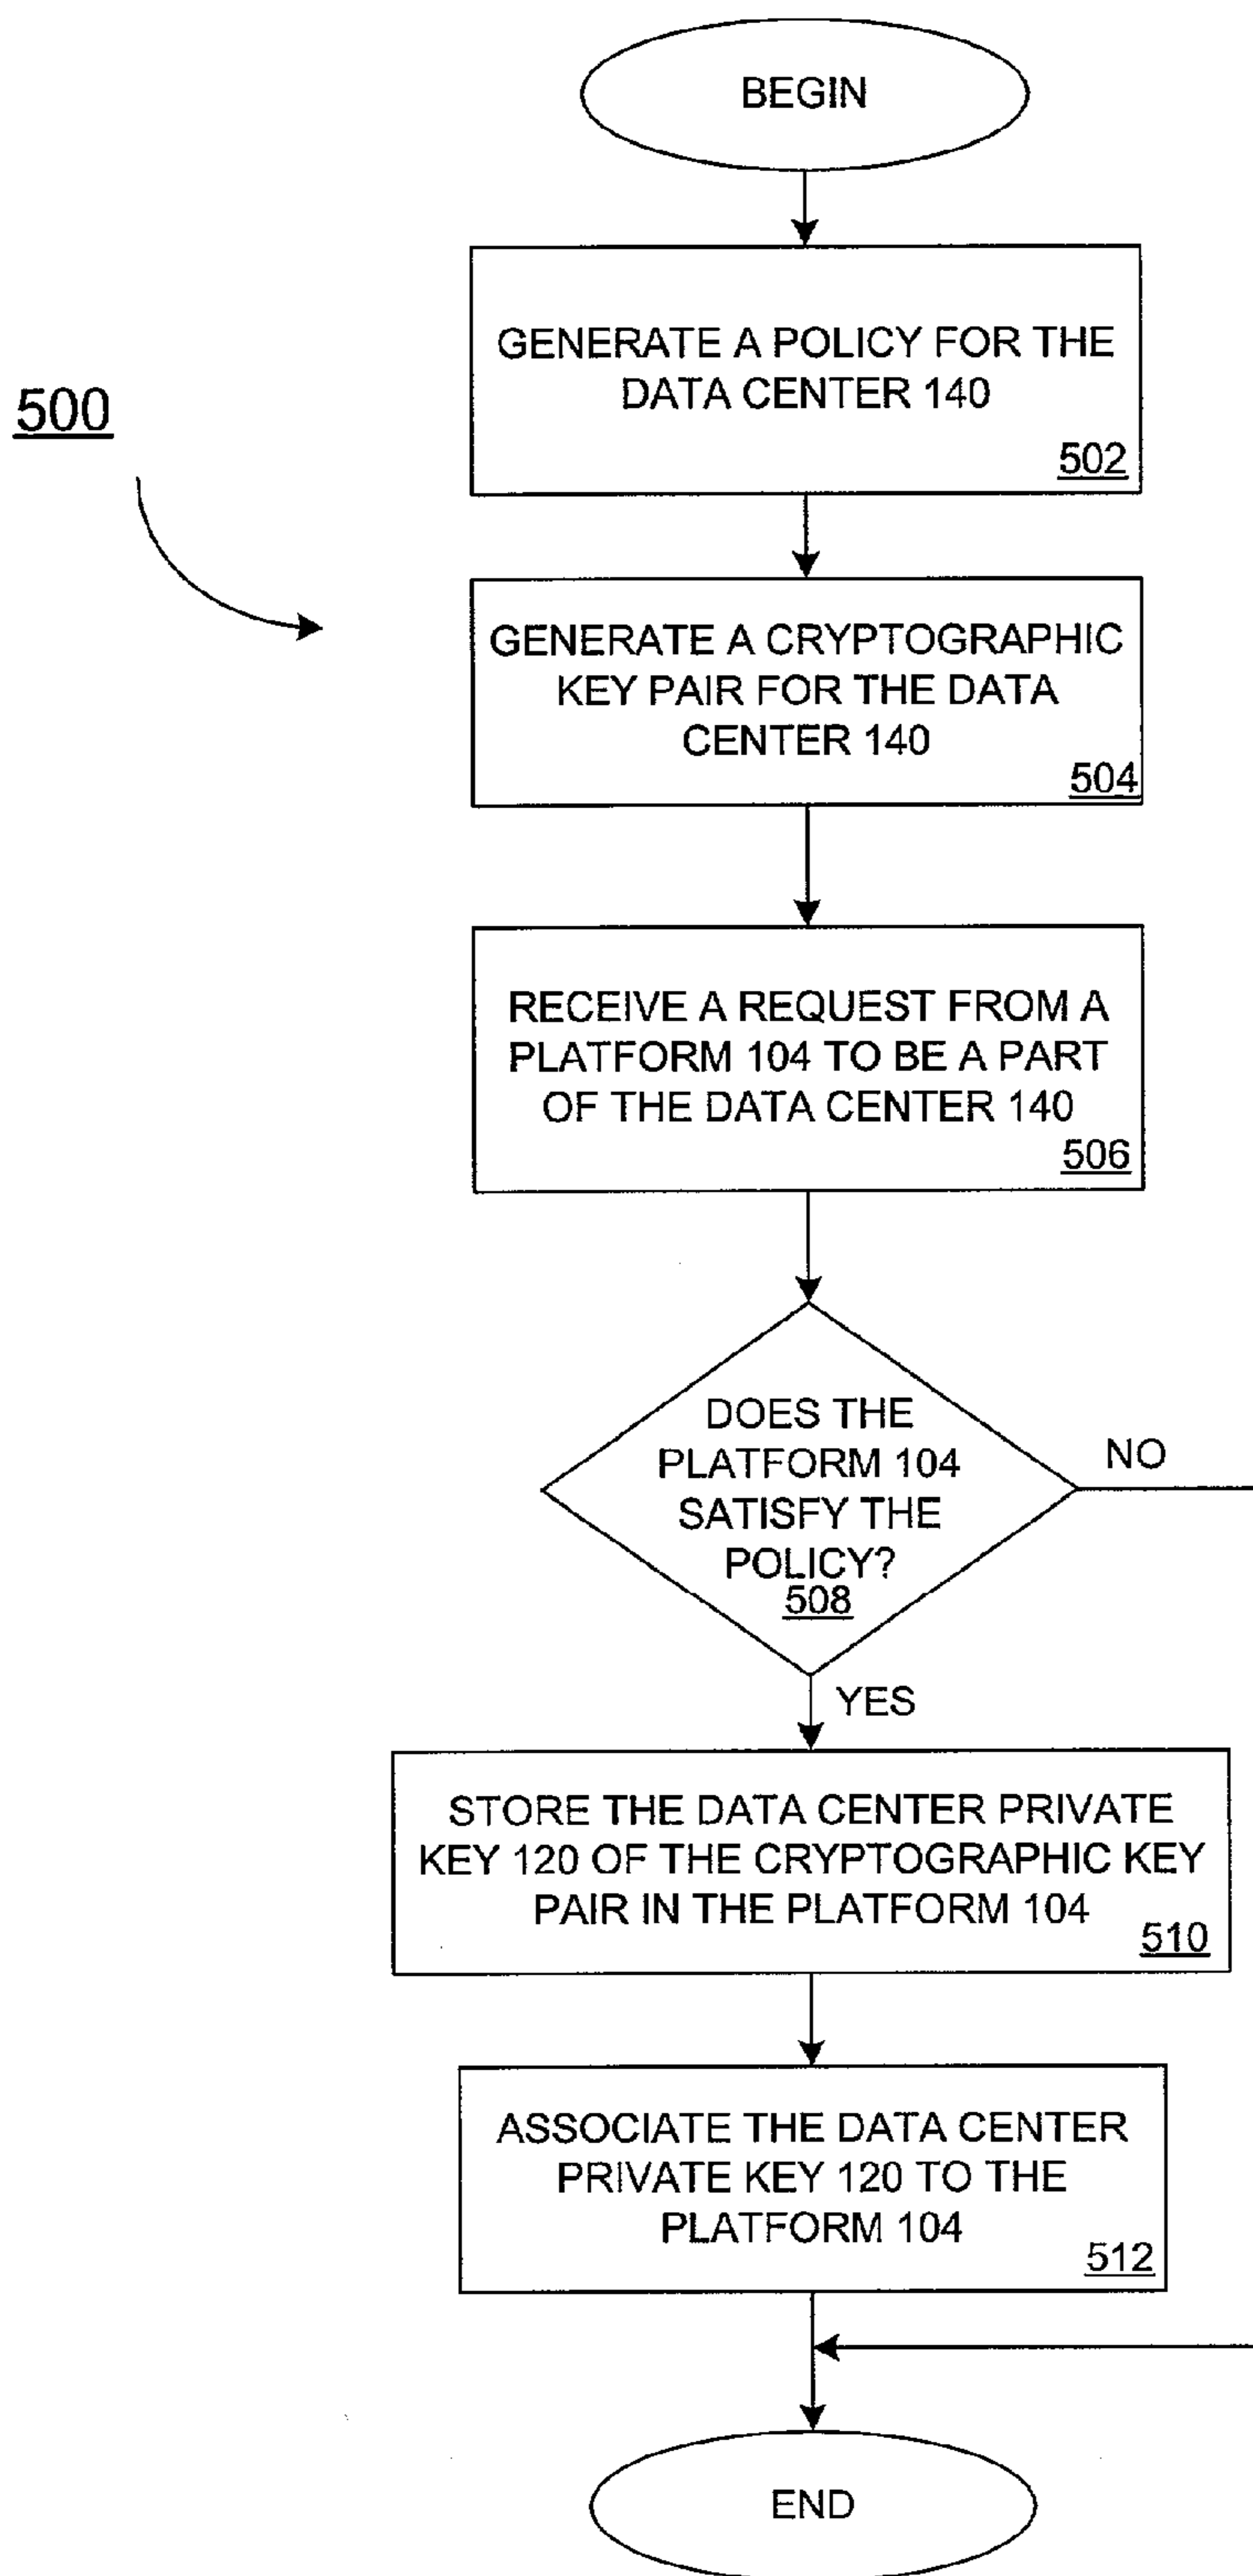 BEGIN
GENERATE A POLICY FOR THE
DATA CENTER 140
502
500
GENERATE A CRYPTOGRAPHIC
KEY PAIR FOR THE DATA
CENTER 140
504
RECEIVE A REQUEST FROM A
PLATFORM 104 TO BE A PART
OF THE DATA CENTER 140
506
DOES THE
PLATFORM 104
SATISFY THE
POLICY?
508
NO
YES
STORE THE DATA CENTER PRIVATE
KEY 120 OF THE CRYPTOGRAPHIC KEY
PAIR IN THE PLATFORM 104
510
ASSOCIATE THE DATA CENTER
PRIVATE KEY 120 TO THE
PLATFORM 104
512
END